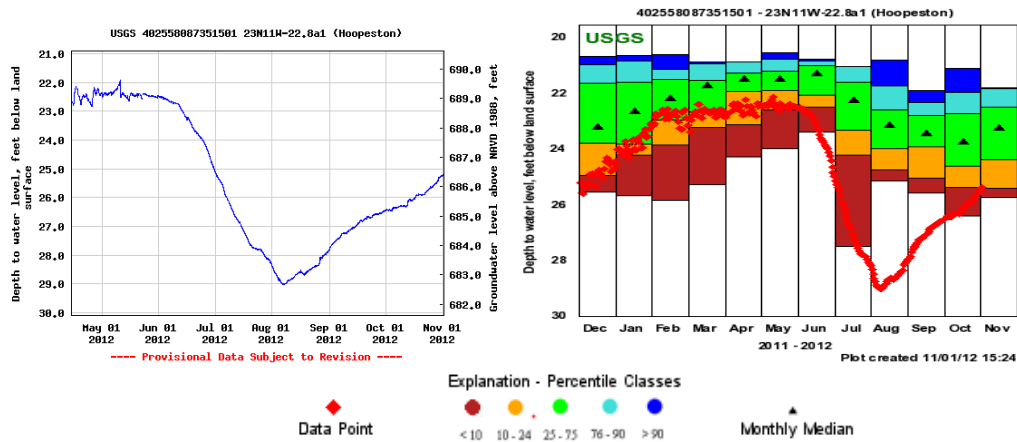 USGS 402558087351501 23N11W-22.8a1 (Hoopeston)
Depth to water level, feet below land
surface
21.0
22.0
23.0
24.0
25.0
26.0
27.0
28.0
29.0
30.0
690.0
689.0
688.0
687.0
686.0
685.0
684.0
683.0
682.0
Groundwater level above NAVD 1988, feet
May 01 Jun 01 Jul 01 Aug 01 Sep 01 Oct 01 Nov 01
2012 2012 2012 2012 2012 2012 2012
---- Provisional Data Subject to Revision ----
402558087351501 - 23N11W-22.8a1 (Hoopeston)
USGS
Depth to water level, feet below land surface
20
22
24
26
28
30
Dec Jan Feb Mar Apr May Jun Jul Aug Sep Oct Nov
2011 - 2012
Plot created 11/01/12 15:24
Explanation - Percentile Classes
Data Point
<10 10-24 25-75 76-90 >90
Monthly Median